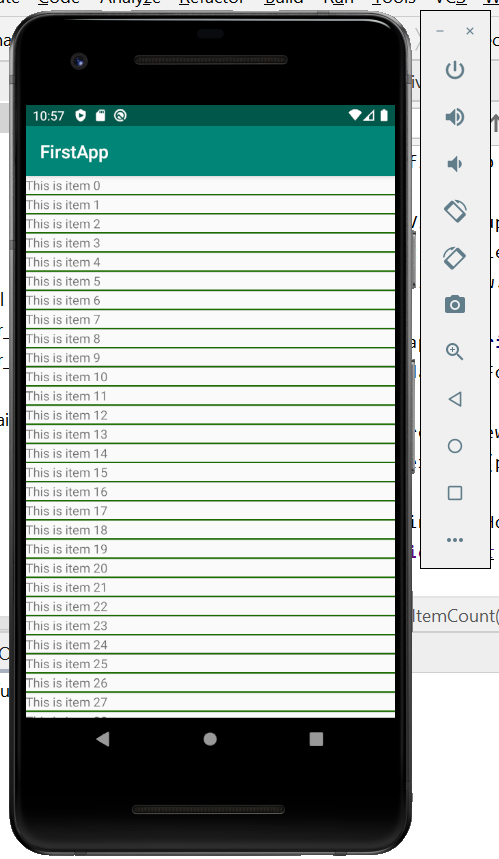 Analyze Refactor Build Run Tools VCS
10:57
FirstApp
This is item 0
This is item 1
This is item 2
This is item 3
This is item 4
This is item 5
This is item 6
This is item 7
This is item 8
This is item 9
This is item 10
This is item 11
This is item 12
This is item 13
This is item 14
This is item 15
This is item 16
This is item 17
This is item 18
This is item 19
This is item 20
This is item 21
This is item 22
This is item 23
This is item 24
This is item 25
This is item 26
This is item 27
ItemCount(